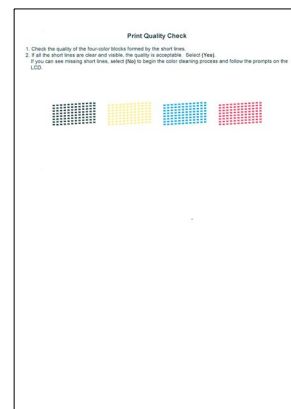 Print Quality Check
1. Check the quality of the four-color blocks formed by the short lines.
2. If all the short lines are clear and visible, the quality is acceptable. Select (Yes).
If you can see missing short lines, select (No) to begin the color cleaning process and follow the prompts on the
LCD.